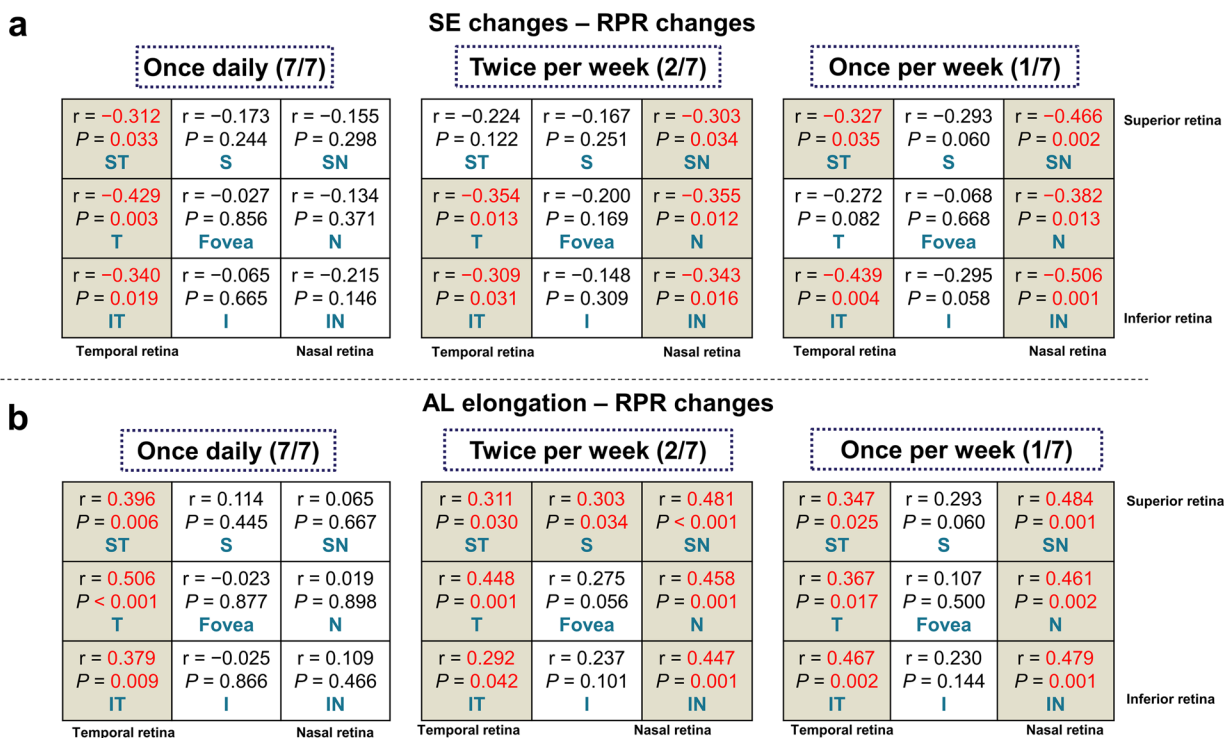 a
SE changes – RPR changes
Once daily (7/7)
Twice per week (2/7)
Once per week (1/7)
r = −0.312 r = −0.173 r = −0.155 r = −0.224 r = −0.167 r = −0.303 r = −0.327 r = −0.293 r = −0.466
P = 0.033 P = 0.244 P = 0.298 P = 0.122 P = 0.251 P = 0.034 P = 0.035 P = 0.060 P = 0.002
ST S SN ST S SN ST S SN
Superior retina
r = −0.429 r = −0.027 r = −0.134 r = −0.354 r = −0.200 r = −0.355 r = −0.272 r = −0.068 r = −0.382
P = 0.003 P = 0.856 P = 0.371 P = 0.013 P = 0.169 P = 0.012 P = 0.082 P = 0.668 P = 0.013
T Fovea N T Fovea N T Fovea N
r = −0.340 r = −0.065 r = −0.215 r = −0.309 r = −0.148 r = −0.343 r = −0.439 r = −0.295 r = −0.506
P = 0.019 P = 0.665 P = 0.146 P = 0.031 P = 0.309 P = 0.016 P = 0.004 P = 0.058 P = 0.001
IT I IN IT I IN IT I IN
Inferior retina
Temporal retina Nasal retina Temporal retina Nasal retina Temporal retina Nasal retina
b
AL elongation – RPR changes
Once daily (7/7)
Twice per week (2/7)
Once per week (1/7)
r = 0.396 r = 0.114 r = 0.065 r = 0.311 r = 0.303 r = 0.481 r = 0.347 r = 0.293 r = 0.484
P = 0.006 P = 0.445 P = 0.667 P = 0.030 P = 0.034 P < 0.001 P = 0.025 P = 0.060 P = 0.001
ST S SN ST S SN ST S SN
Superior retina
r = 0.506 r = −0.023 r = 0.019 r = 0.448 r = 0.275 r = 0.458 r = 0.367 r = 0.107 r = 0.461
P < 0.001 P = 0.877 P = 0.898 P = 0.001 P = 0.056 P = 0.001 P = 0.017 P = 0.500 P = 0.002
T Fovea N T Fovea N T Fovea N
r = 0.379 r = −0.025 r = 0.109 r = 0.292 r = 0.237 r = 0.447 r = 0.467 r = 0.230 r = 0.479
P = 0.009 P = 0.866 P = 0.466 P = 0.042 P = 0.101 P = 0.001 P = 0.002 P = 0.144 P = 0.001
IT I IN IT I IN IT I IN
Inferior retina
Temporal retina Nasal retina Temporal retina Nasal retina Temporal retina Nasal retina